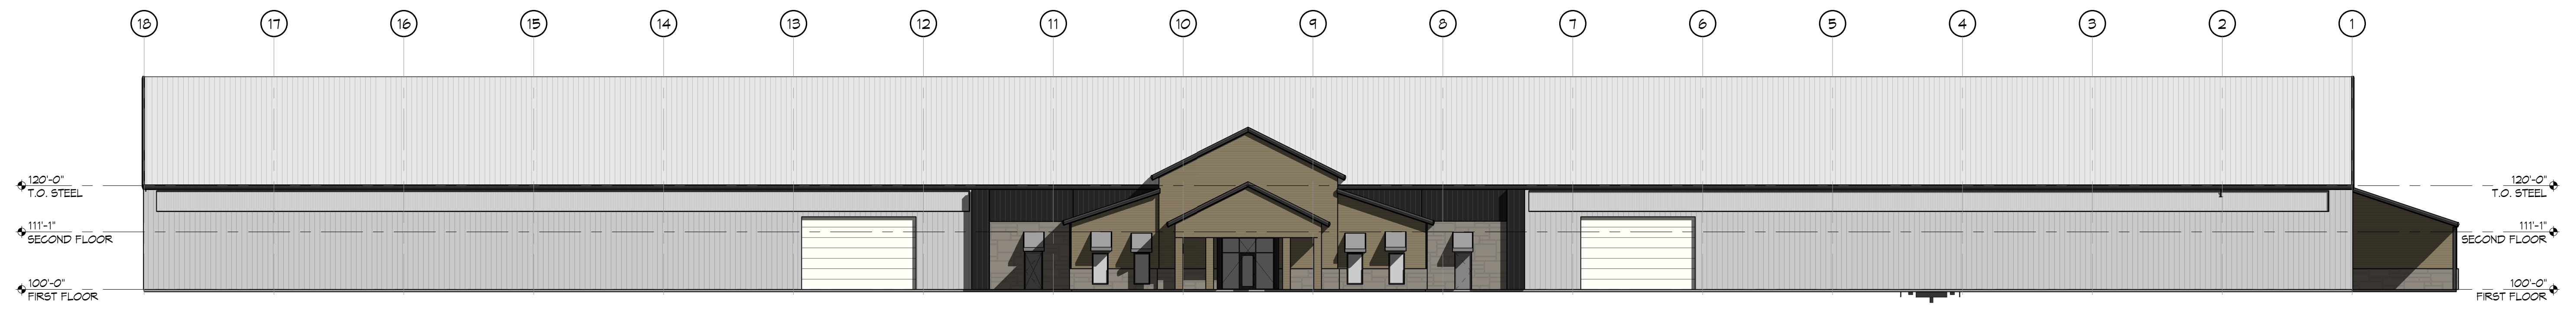 18 17 16 15 14 13 12 11 10 9 8 7 6 5 4 3 2 1
120'-0" 120'-0"
T.O. STEEL T.O. STEEL
111'-1" 111'-1"
SECOND FLOOR SECOND FLOOR
100'-0" 100'-0"
FIRST FLOOR FIRST FLOOR